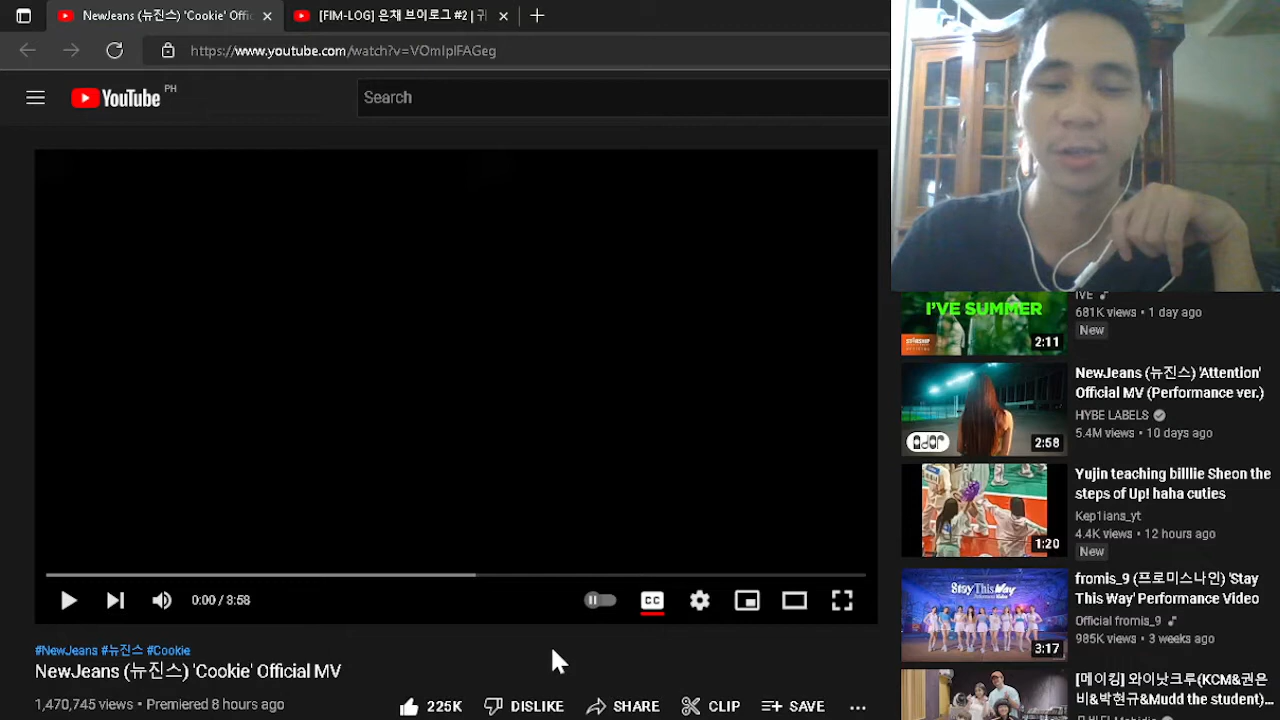 NewJeans (뉴진스) 'Cookie' Of
[FIM-LOG] 은채 브이로그 #2 |
www.youtube.com/watch?v=VOmIplFAGeg
YouTube PH
Search
0:00 / 3:58
CC
#NewJeans #뉴진스 #Cookie
NewJeans (뉴진스) 'Cookie' Official MV
1,470,745 views • Premiered 1 hour ago
225K
DISLIKE
SHARE
CLIP
SAVE
I'VE SUMMER
STARSHIP
2:11
IVE
681K views • 1 day ago
New
ador
2:58
NewJeans (뉴진스) 'Attention'
Official MV (Performance ver.)
HYBE LABELS
5.4M views • 10 days ago
1:20
Yujin teaching billlie Sheon the
steps of Up! haha cuties
Kep1ians_yt
4.4K views • 12 hours ago
New
Stay This Way
3:17
fromis_9 (프로미스나인) 'Stay
This Way' Performance Video
Official fromis_9
985K views • 3 weeks ago
[메이킹] 와이낫크루(KCM&권은
비&박현규&Mudd the student)...